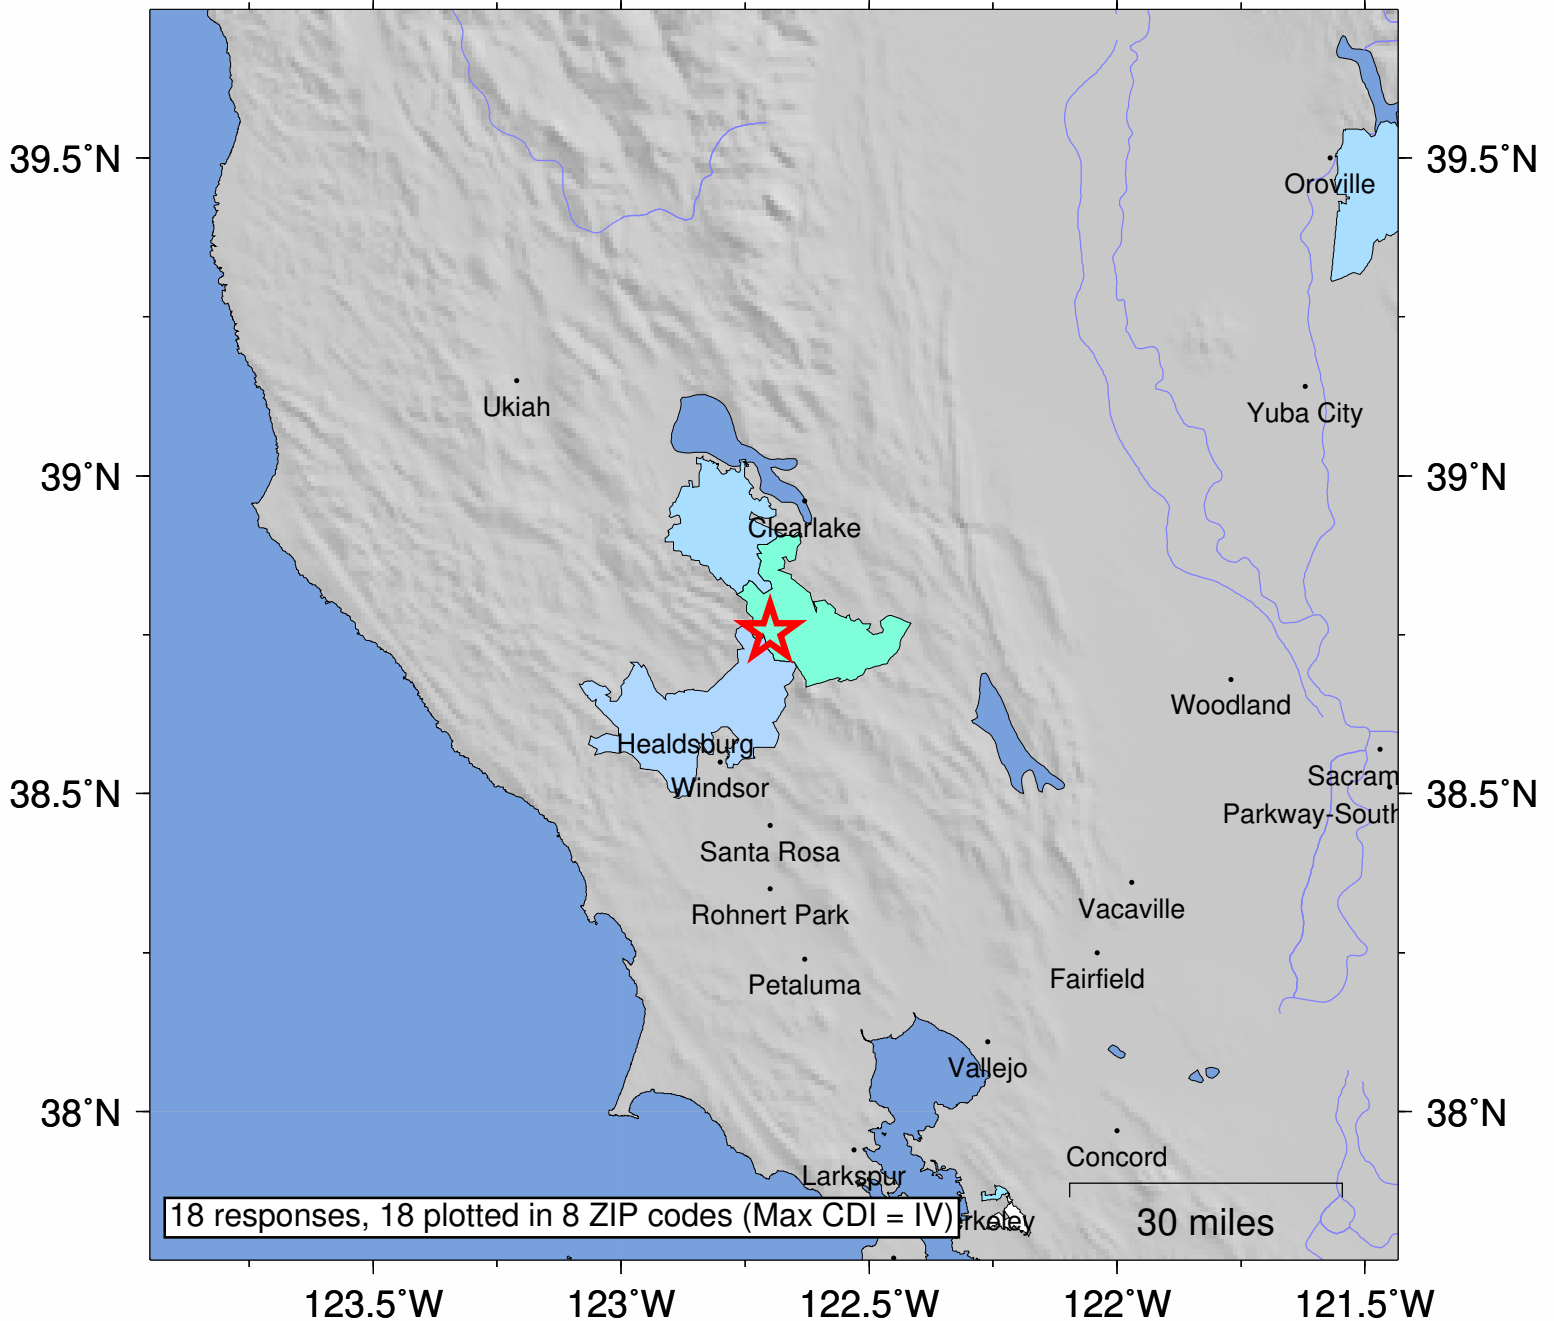 39.5˚N
39.5˚N
Oroville
Ukiah
Yuba City
39˚N
39˚N
Clearlake
Woodland
Healdsburg
Sacram
38.5˚N
Windsor
38.5˚N
Parkway-South
Santa Rosa
Rohnert Park
Vacaville
Petaluma
Fairfield
Vallejo
38˚N
38˚N
Concord
Larkspur
18 responses, 18 plotted in 8 ZIP codes (Max CDI = IV)
erkeley
30 miles
123.5˚W
123˚W
122.5˚W
122˚W
121.5˚W